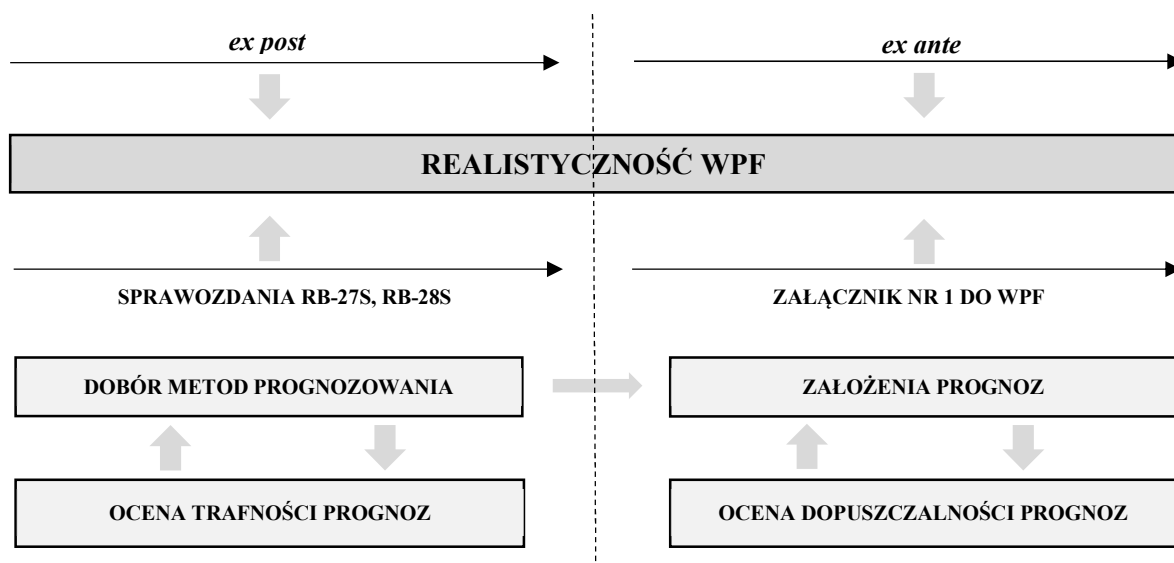 ex post
ex ante
REALISTYCZNOŚĆ WPF
SPRAWOZDANIA RB-27S, RB-28S
ZAŁĄCZNIK NR 1 DO WPF
DOBÓR METOD PROGNOZOWANIA
ZAŁOŻENIA PROGNOZ
OCENA TRAFNOŚCI PROGNOZ
OCENA DOPUSZCZALNOŚCI PROGNOZ